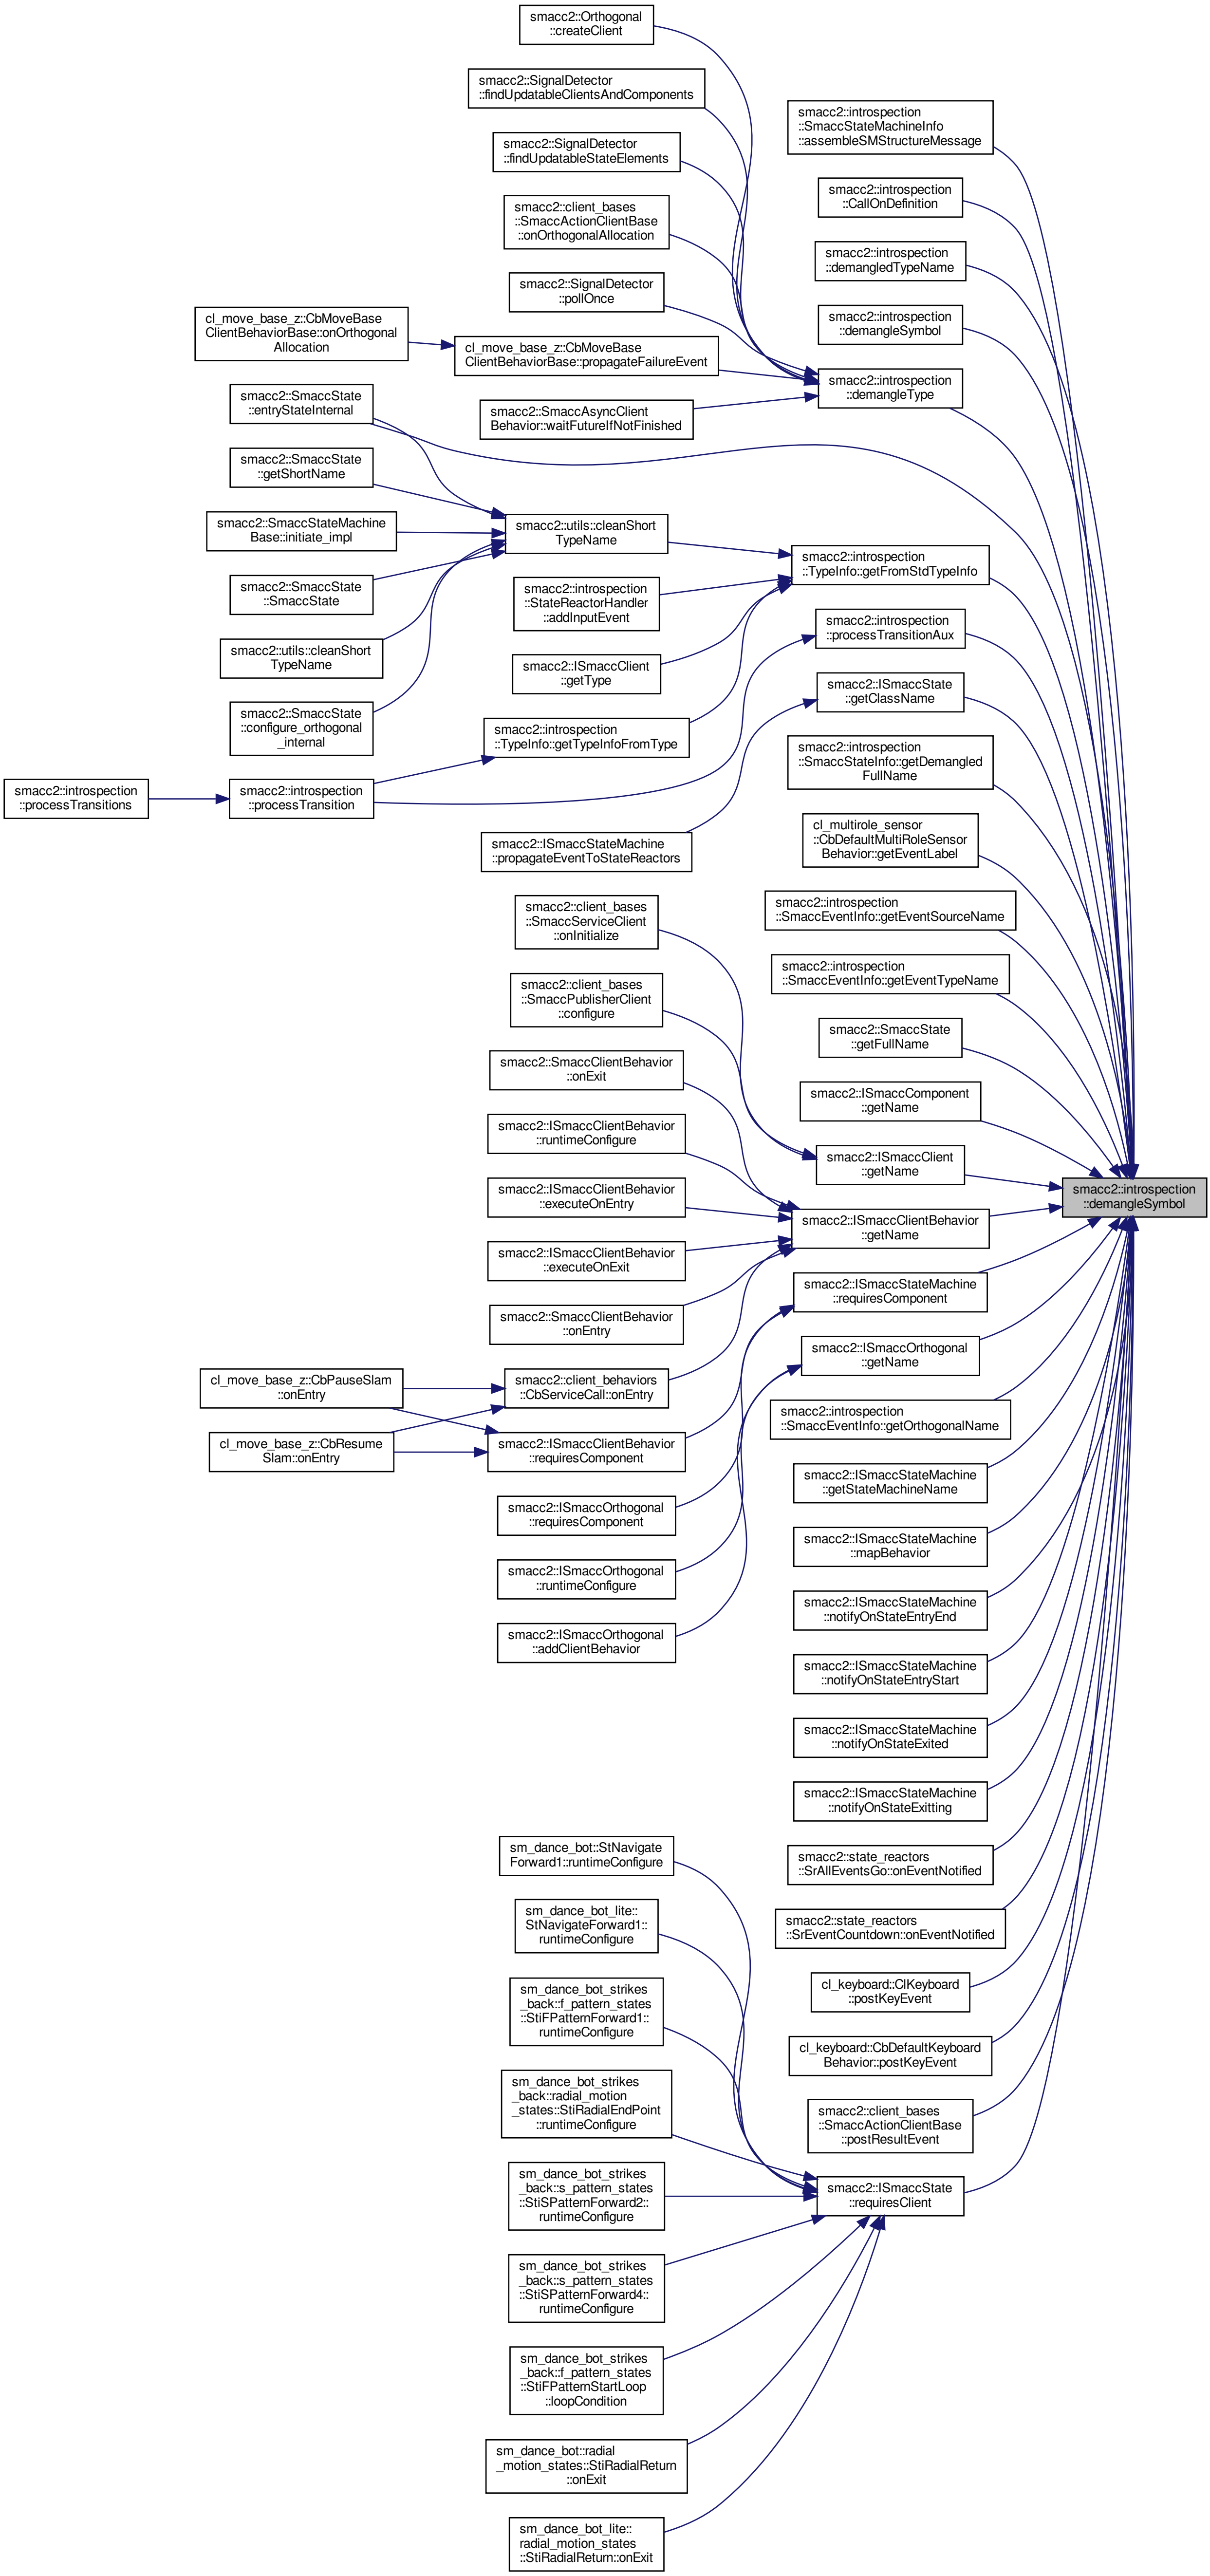 smacc2::Orthogonal
::createClient
smacc2::SignalDetector
::findUpdatableClientsAndComponents
smacc2::introspection
::SmaccStateMachineInfo
::assembleSMStructureMessage
smacc2::SignalDetector
::findUpdatableStateElements
smacc2::introspection
::CallOnDefinition
smacc2::client_bases
::SmaccActionClientBase
::onOrthogonalAllocation
smacc2::introspection
::demangledTypeName
smacc2::SignalDetector
::pollOnce
smacc2::introspection
::demangleSymbol
cl_move_base_z::CbMoveBase
ClientBehaviorBase::onOrthogonal
Allocation
cl_move_base_z::CbMoveBase
ClientBehaviorBase::propagateFailureEvent
smacc2::introspection
::demangleType
smacc2::SmaccState
::entryStateInternal
smacc2::SmaccAsyncClient
Behavior::waitFutureIfNotFinished
smacc2::SmaccState
::getShortName
smacc2::SmaccStateMachine
Base::initiate_impl
smacc2::utils::cleanShort
TypeName
smacc2::introspection
::TypeInfo::getFromStdTypeInfo
smacc2::SmaccState
::SmaccState
smacc2::introspection
::StateReactorHandler
::addInputEvent
smacc2::introspection
::processTransitionAux
smacc2::utils::cleanShort
TypeName
smacc2::ISmaccClient
::getType
smacc2::ISmaccState
::getClassName
smacc2::SmaccState
::configure_orthogonal
_internal
smacc2::introspection
::TypeInfo::getTypeInfoFromType
smacc2::introspection
::SmaccStateInfo::getDemangled
FullName
smacc2::introspection
::processTransitions
smacc2::introspection
::processTransition
smacc2::ISmaccStateMachine
::propagateEventToStateReactors
cl_multirole_sensor
::CbDefaultMultiRoleSensor
Behavior::getEventLabel
smacc2::client_bases
::SmaccServiceClient
::onInitialize
smacc2::introspection
::SmaccEventInfo::getEventSourceName
smacc2::client_bases
::SmaccPublisherClient
::configure
smacc2::introspection
::SmaccEventInfo::getEventTypeName
smacc2::SmaccState
::getFullName
smacc2::SmaccClientBehavior
::onExit
smacc2::ISmaccComponent
::getName
smacc2::ISmaccClientBehavior
::runtimeConfigure
smacc2::ISmaccClient
::getName
smacc2::ISmaccClientBehavior
::executeOnEntry
smacc2::introspection
::demangleSymbol
smacc2::ISmaccClientBehavior
::getName
smacc2::ISmaccClientBehavior
::executeOnExit
smacc2::ISmaccStateMachine
::requiresComponent
smacc2::SmaccClientBehavior
::onEntry
smacc2::ISmaccOrthogonal
::getName
cl_move_base_z::CbPauseSlam
::onEntry
smacc2::client_behaviors
::CbServiceCall::onEntry
smacc2::introspection
::SmaccEventInfo::getOrthogonalName
cl_move_base_z::CbResume
Slam::onEntry
smacc2::ISmaccClientBehavior
::requiresComponent
smacc2::ISmaccStateMachine
::getStateMachineName
smacc2::ISmaccOrthogonal
::requiresComponent
smacc2::ISmaccStateMachine
::mapBehavior
smacc2::ISmaccOrthogonal
::runtimeConfigure
smacc2::ISmaccStateMachine
::notifyOnStateEntryEnd
smacc2::ISmaccOrthogonal
::addClientBehavior
smacc2::ISmaccStateMachine
::notifyOnStateEntryStart
smacc2::ISmaccStateMachine
::notifyOnStateExited
smacc2::ISmaccStateMachine
::notifyOnStateExitting
sm_dance_bot::StNavigate
Forward1::runtimeConfigure
smacc2::state_reactors
::SrAllEventsGo::onEventNotified
sm_dance_bot_lite::
StNavigateForward1::
runtimeConfigure
smacc2::state_reactors
::SrEventCountdown::onEventNotified
sm_dance_bot_strikes
_back::f_pattern_states
::StiFPatternForward1::
runtimeConfigure
cl_keyboard::ClKeyboard
::postKeyEvent
cl_keyboard::CbDefaultKeyboard
Behavior::postKeyEvent
sm_dance_bot_strikes
_back::radial_motion
_states::StiRadialEndPoint
::runtimeConfigure
smacc2::client_bases
::SmaccActionClientBase
::postResultEvent
sm_dance_bot_strikes
_back::s_pattern_states
::StiSPatternForward2::
runtimeConfigure
smacc2::ISmaccState
::requiresClient
sm_dance_bot_strikes
_back::s_pattern_states
::StiSPatternForward4::
runtimeConfigure
sm_dance_bot_strikes
_back::f_pattern_states
::StiFPatternStartLoop
::loopCondition
sm_dance_bot::radial
_motion_states::StiRadialReturn
::onExit
sm_dance_bot_lite::
radial_motion_states
::StiRadialReturn::onExit